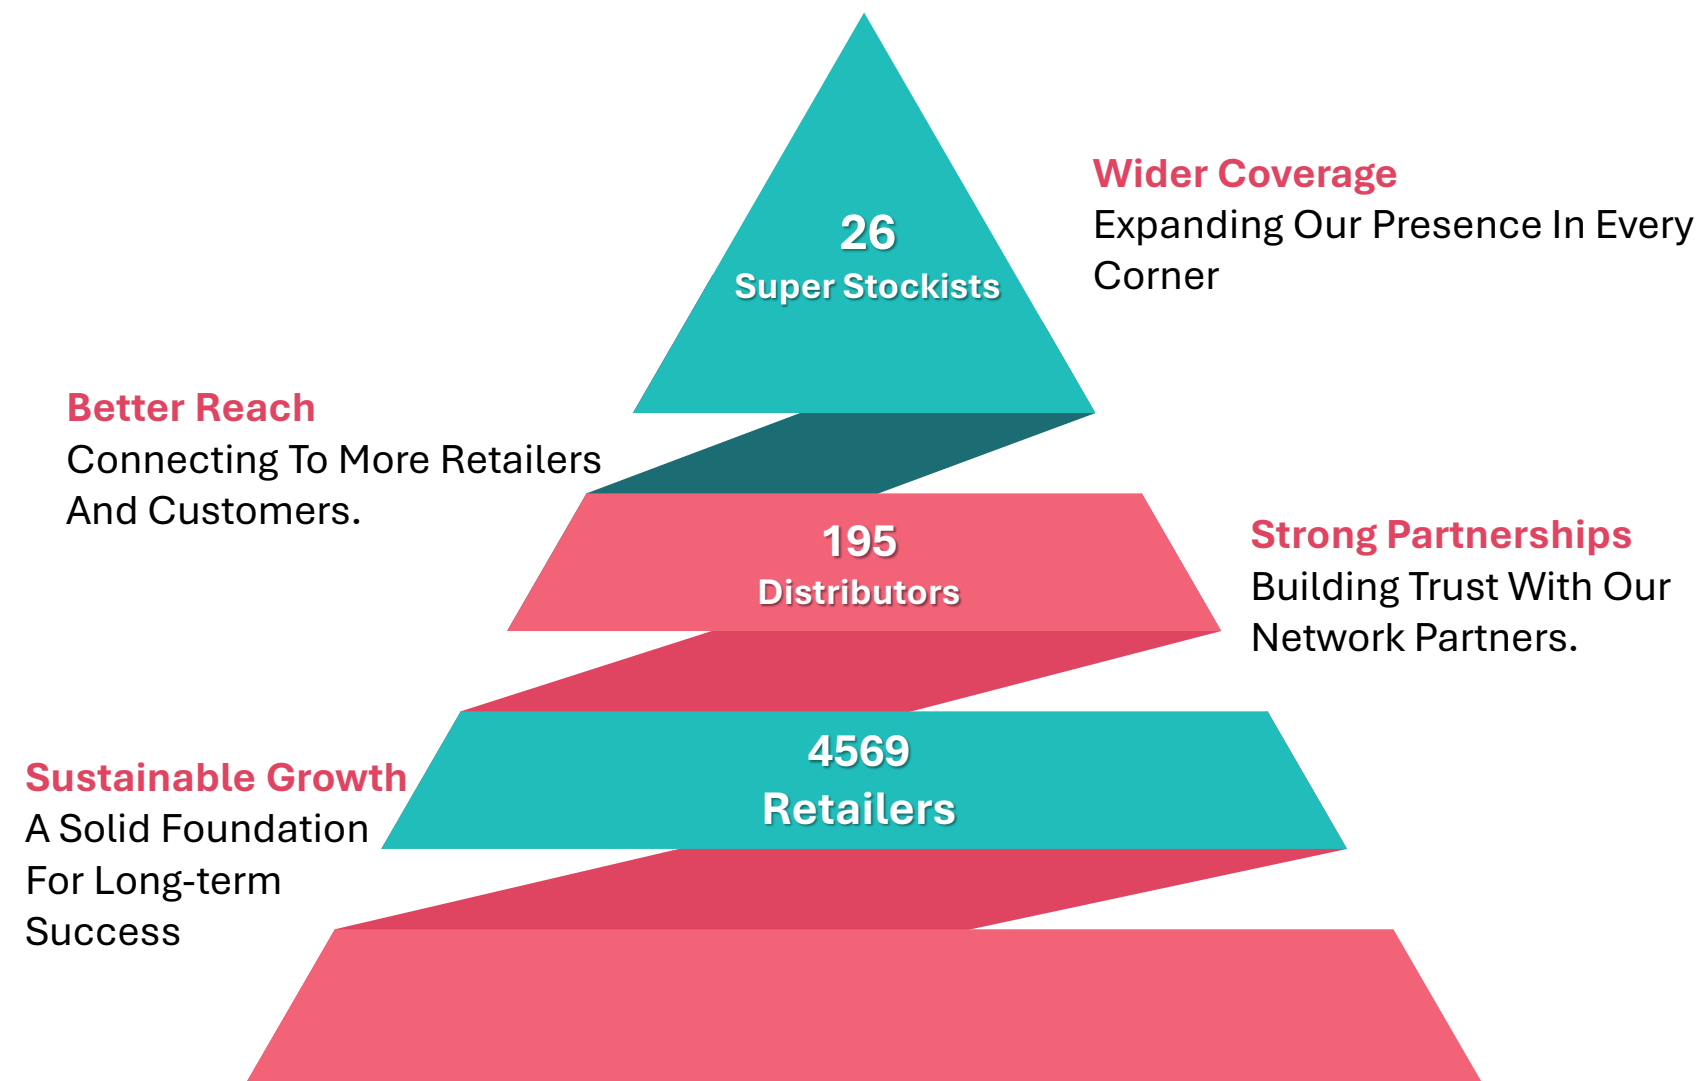 Wider Coverage
Expanding Our Presence In Every
Corner
26
Super Stockists
Better Reach
Connecting To More Retailers
And Customers.
195
Distributors
Strong Partnerships
Building Trust With Our
Network Partners.
4569
Retailers
Sustainable Growth
A Solid Foundation
For Long-term
Success